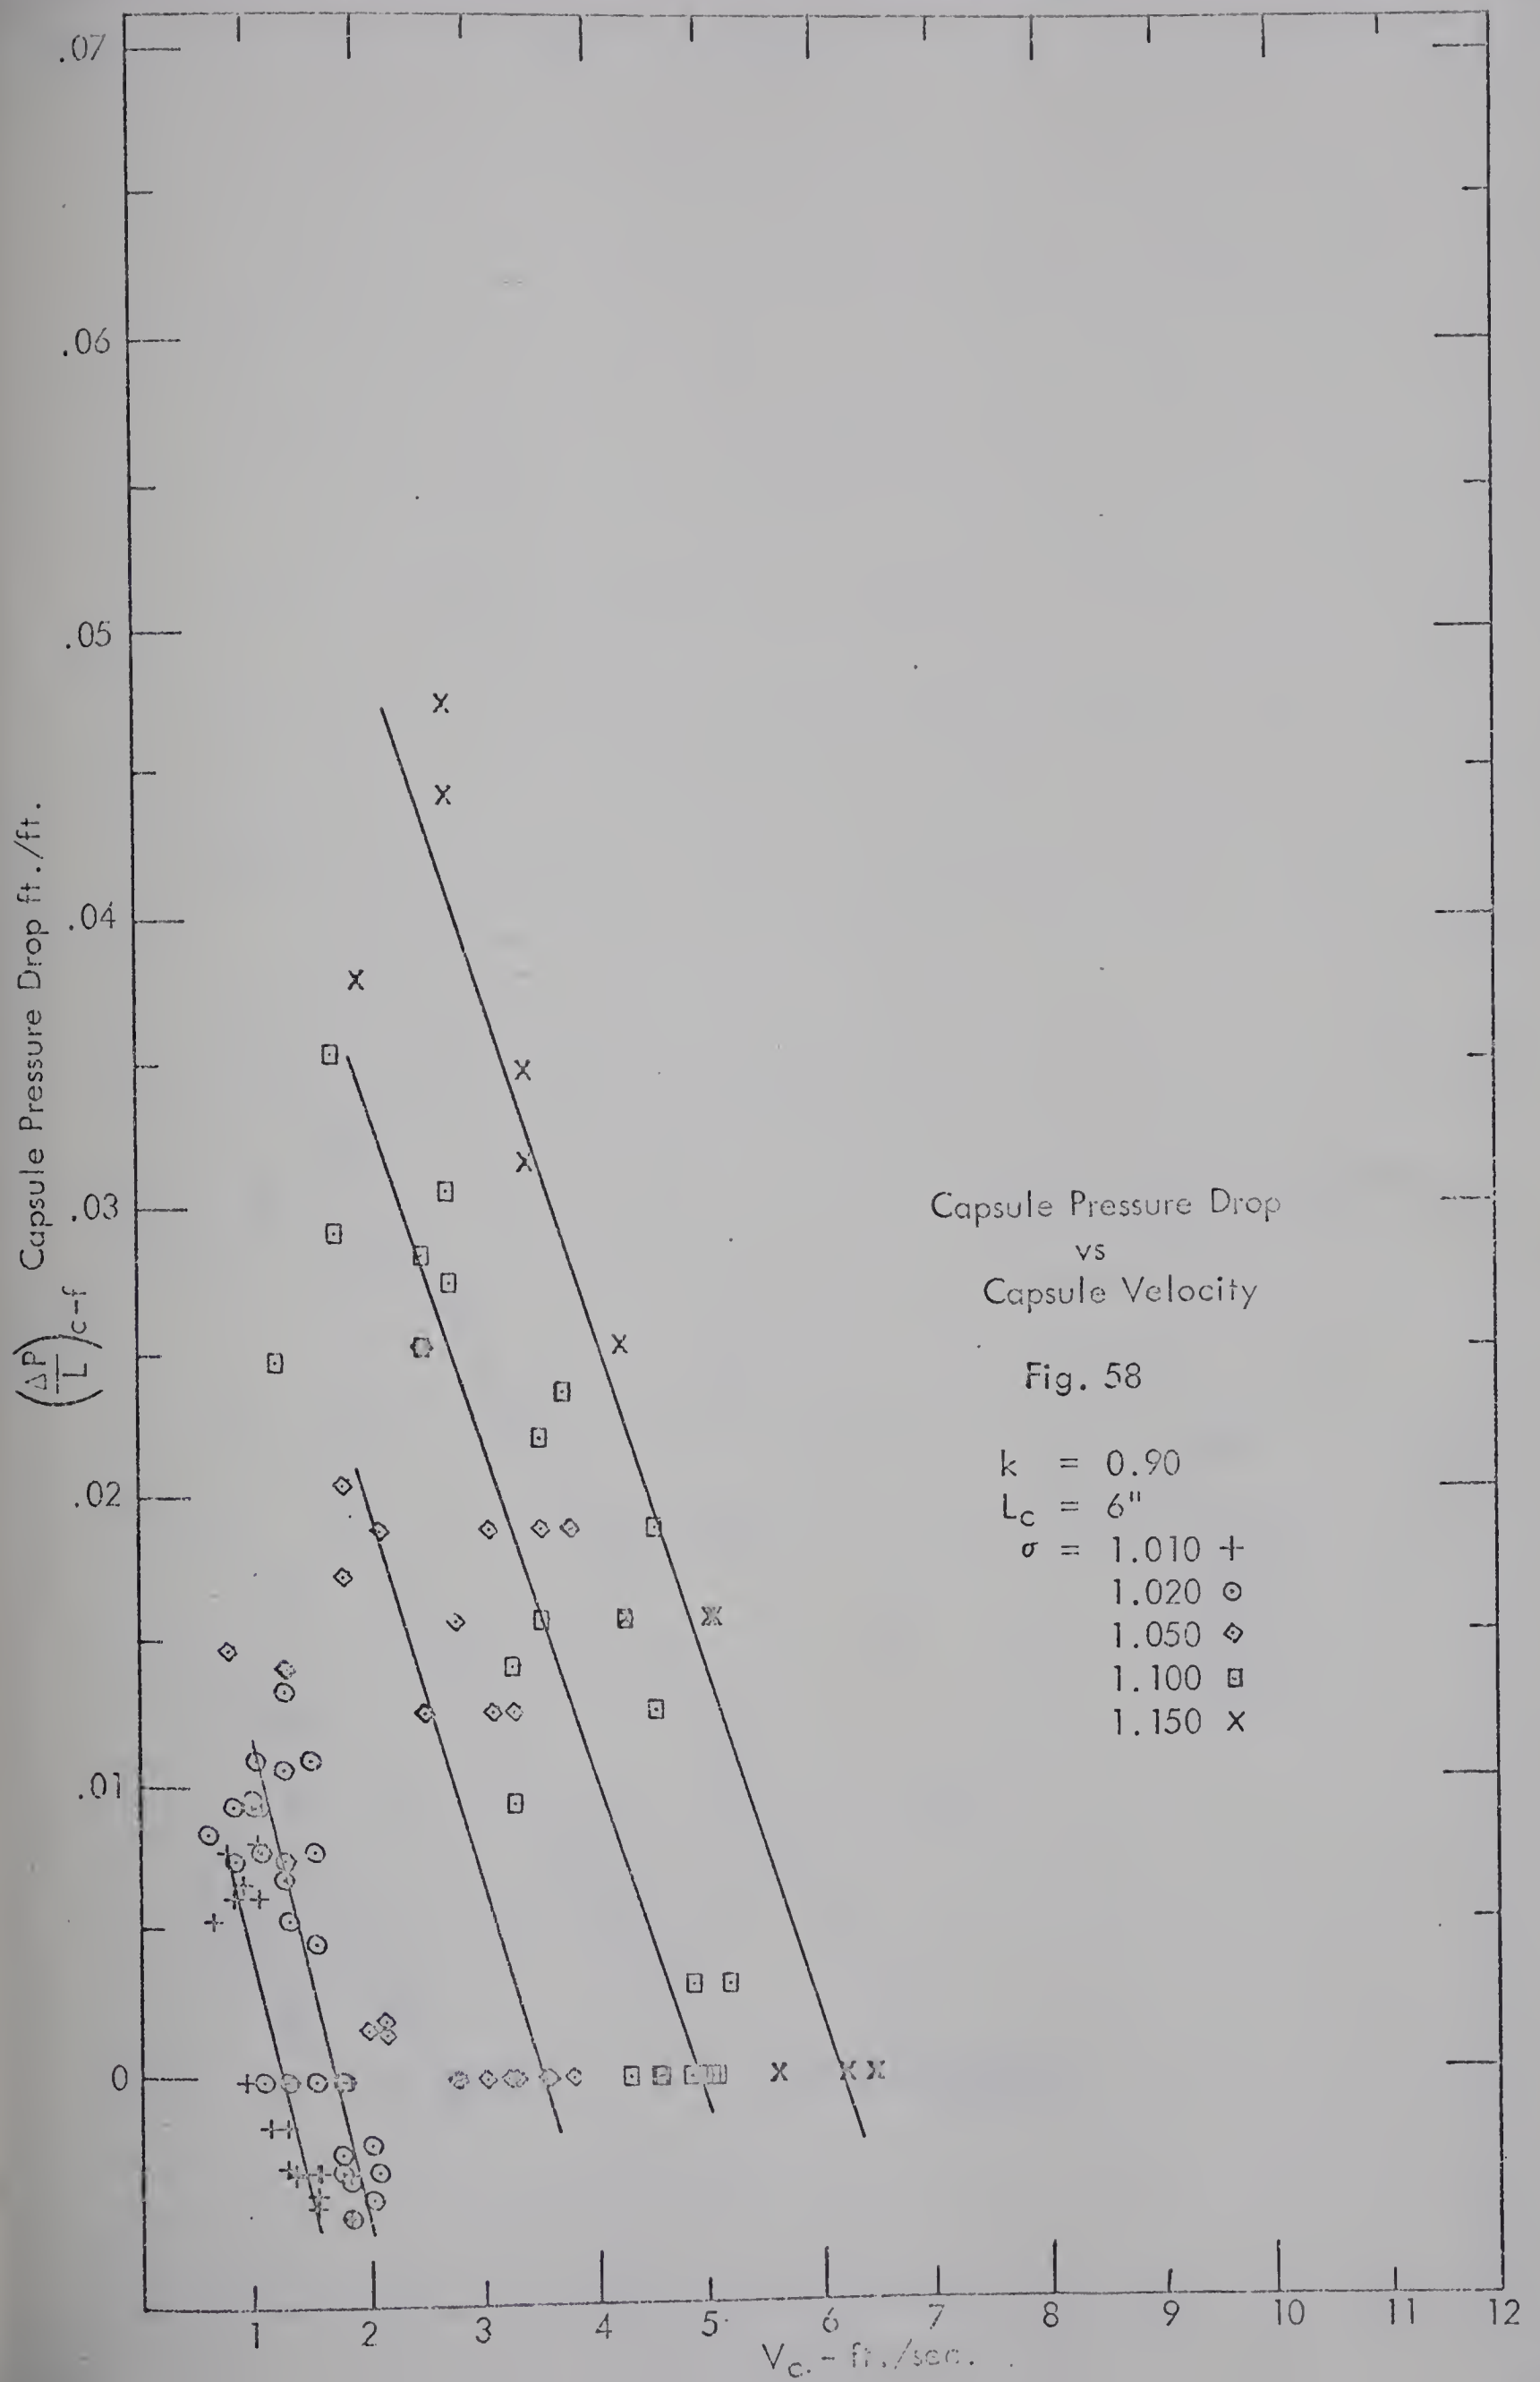 .07
.06
.05
.04
.03
.02
.01
0
(ΔP/L)c-f Capsule Pressure Drop ft./ft.
Capsule Pressure Drop
vs
Capsule Velocity
Fig. 58
k = 0.90
Lc = 6"
σ = 1.010 +
1.020 ⊙
1.050 ◇
1.100 ⊡
1.150 X
1 2 3 4 5 6 7 8 9 10 11 12
Vc. - ft./sec.